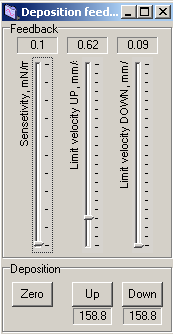 Deposition feed...
Feedback
0.1 0.62 0.09
Sensetivity, mN/m
Limit velocity UP, mm/
Limit velocity DOWN, mm/
Deposition
Zero Up Down
158.8 158.8